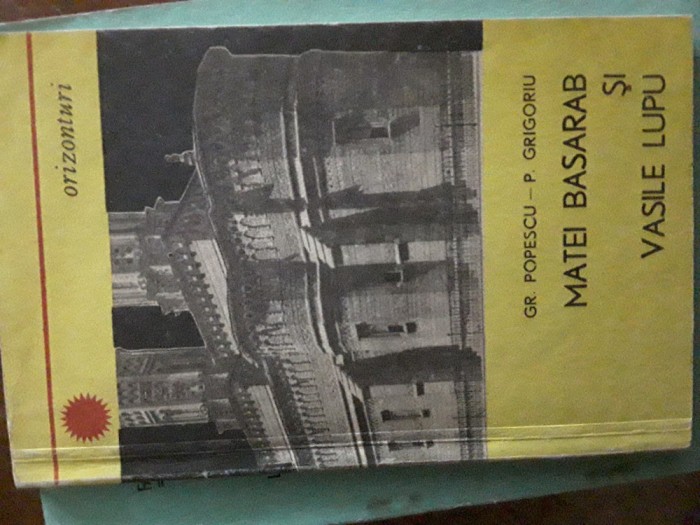 orizonturi
GR. POPESCU – P. GRIGORIU
MATEI BASARAB
ŞI
VASILE LUPU